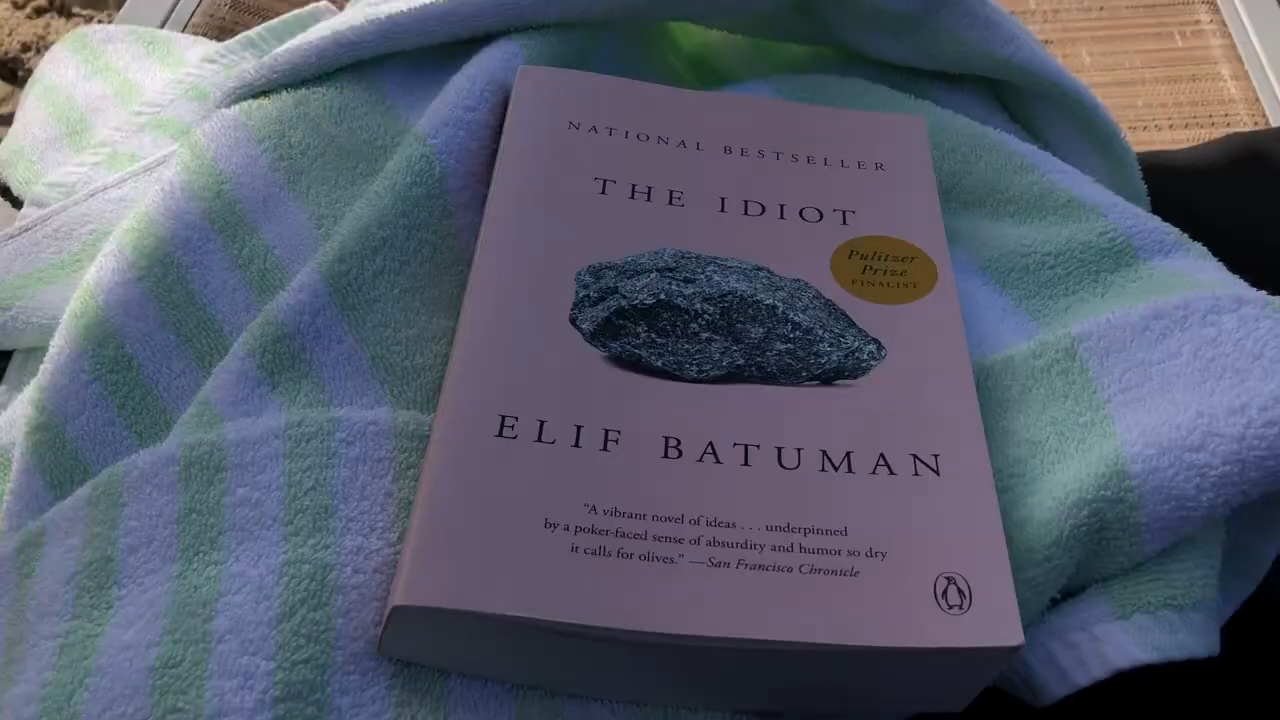 NATIONAL BESTSELLER
THE IDIOT
Pulitzer
Prize
FINALIST
ELIF BATUMAN
“A vibrant novel of ideas . . . underpinned
by a poker-faced sense of absurdity and humor so dry
it calls for olives.” —San Francisco Chronicle